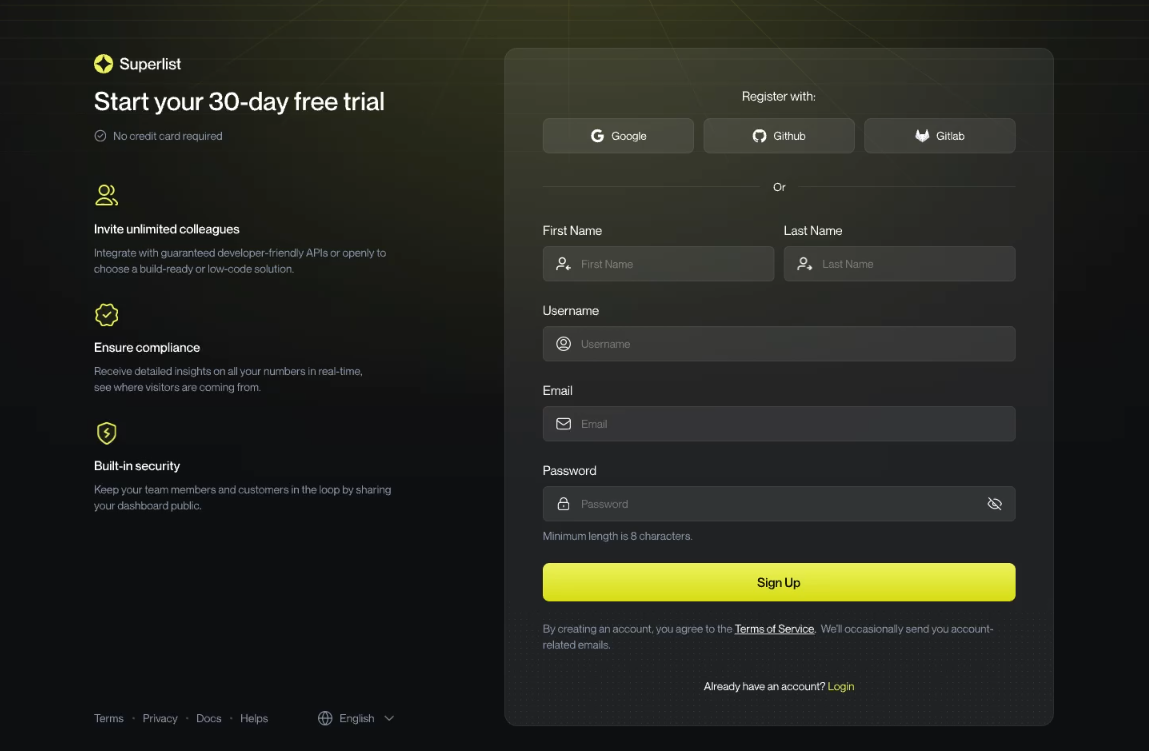 Superlist
Start your 30-day free trial
No credit card required
Invite unlimited colleagues
Integrate with guaranteed developer-friendly APIs or openly to
choose a build-ready or low-code solution.
Ensure compliance
Receive detailed insights on all your numbers in real-time,
see where visitors are coming from.
Built-in security
Keep your team members and customers in the loop by sharing
your dashboard public.
Terms · Privacy · Docs · Helps
English
Register with:
Google
Github
Gitlab
Or
First Name
Last Name
First Name
Last Name
Username
Username
Email
Email
Password
Password
Minimum length is 8 characters.
Sign Up
By creating an account, you agree to the Terms of Service. We'll occasionally send you account-
related emails.
Already have an account? Login